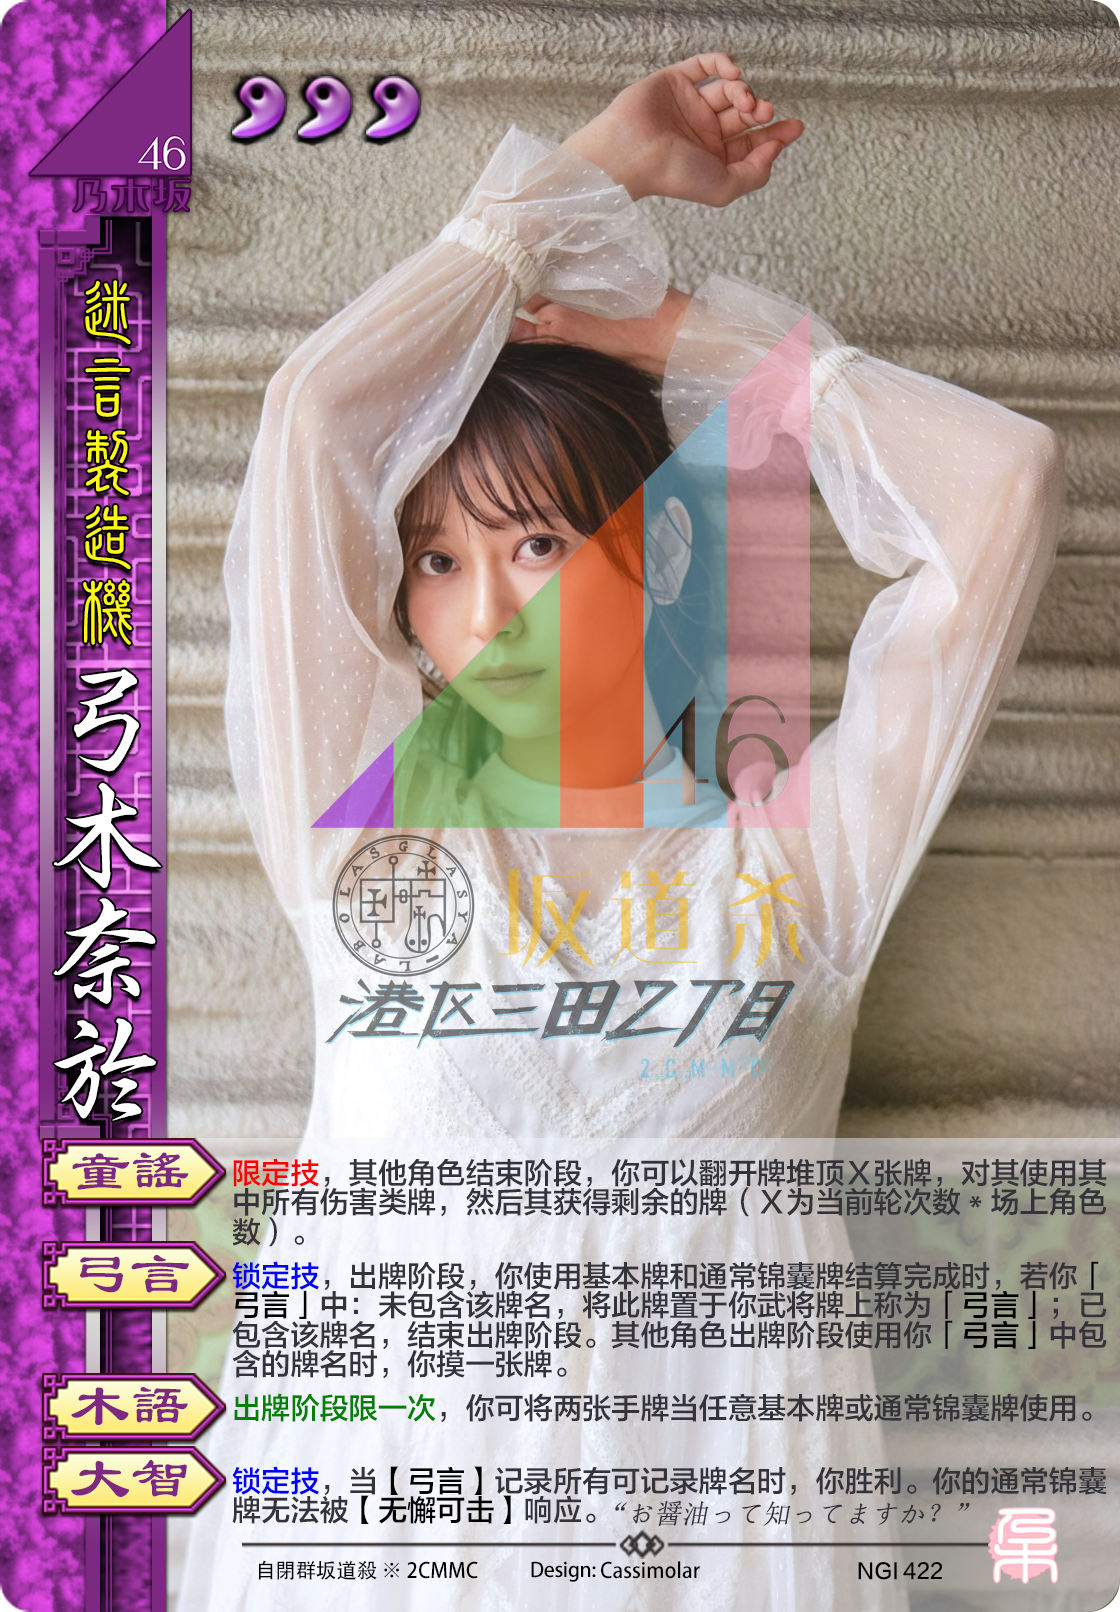 46
乃木坂
迷言製造機
弓木奈於
46
GLASYA-LABOLAS
坂道杀
港区三田乙丁目
2CMMC
童謠
限定技，其他角色结束阶段，你可以翻开牌堆顶X张牌，对其使用其
中所有伤害类牌，然后其获得剩余的牌（X为当前轮次数*场上角色
数）。
弓言
锁定技，出牌阶段，你使用基本牌和通常锦囊牌结算完成时，若你「
弓言」中：未包含该牌名，将此牌置于你武将牌上称为「弓言」；已
包含该牌名，结束出牌阶段。其他角色出牌阶段使用你「弓言」中包
含的牌名时，你摸一张牌。
木語
出牌阶段限一次，你可将两张手牌当任意基本牌或通常锦囊牌使用。
大智
锁定技，当【弓言】记录所有可记录牌名时，你胜利。你的通常锦囊
牌无法被【无懈可击】响应。“お醤油って知ってますか？”
自閉群坂道殺 ※ 2CMMC Design: Cassimolar NGI 422